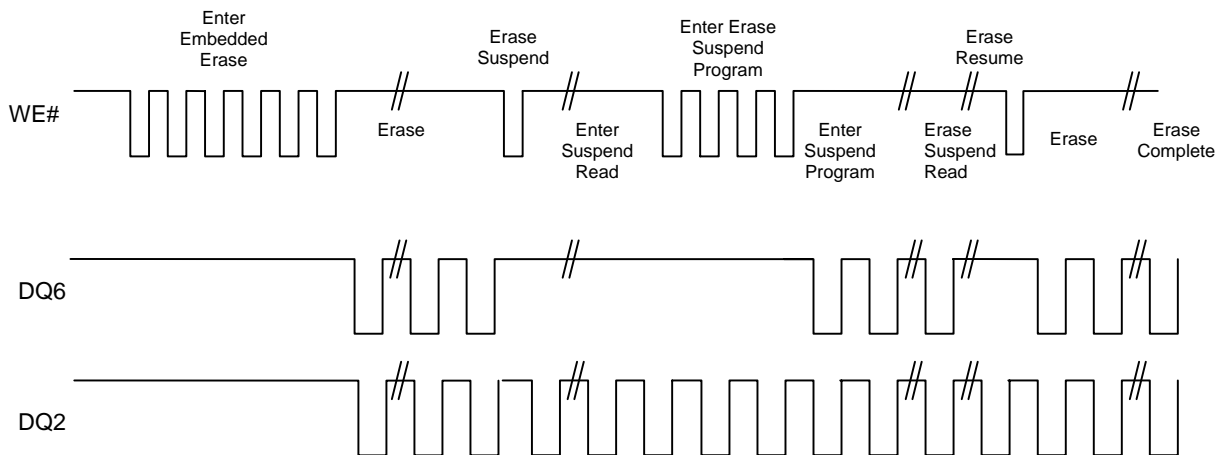 Enter
Embedded
Erase
Erase
Suspend
Enter Erase
Suspend
Program
Erase
Resume
WE#
Erase
Enter
Suspend
Read
Enter
Suspend
Program
Erase
Suspend
Read
Erase
Erase
Complete
DQ6
DQ2